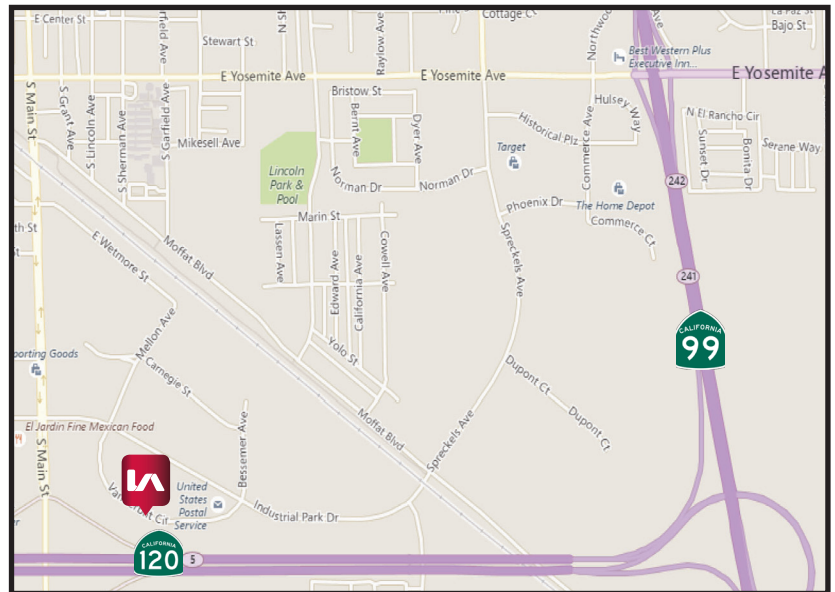 E Center St
Stewart St
Raylow Ave
Cottage C
Northwoo
Ave
La Paz St
Bajo St
Best Western Plus
Executive Inn...
E Yosemite Ave
E Yosemite Ave
E Yosemite A
S Main St
S Grant Ave
S Lincoln Ave
S Sherman Ave
S Garfield Ave
Mikesell Ave
Bristow St
Berrit Ave
Dyer Ave
Historical Plz
Hulsey Way
Commerce Ave
N El Rancho Cir
Sunset Dr
Bonita Dr
Serane Way
Target
Lincoln
Park &
Pool
Norman Dr
Norman Dr
242
The Home Depot
Phoenix Dr
Commerce Ct
Marin St
th St
E Wetmore St
Moffat Blvd
Lassen Ave
Edward Ave
California Ave
Cowell Ave
Spreckels Ave
241
CALIFORNIA
99
Mellon Ave
Yolo St
porting Goods
Carnegie St
Dupont Ct
Dupont Ct
Moffat Blvd
El Jardin Fine Mexican Food
Bessemer Ave
Spreckels Ave
S Main St
United
States
Postal
Service
Industrial Park Dr
CALIFORNIA
120
5